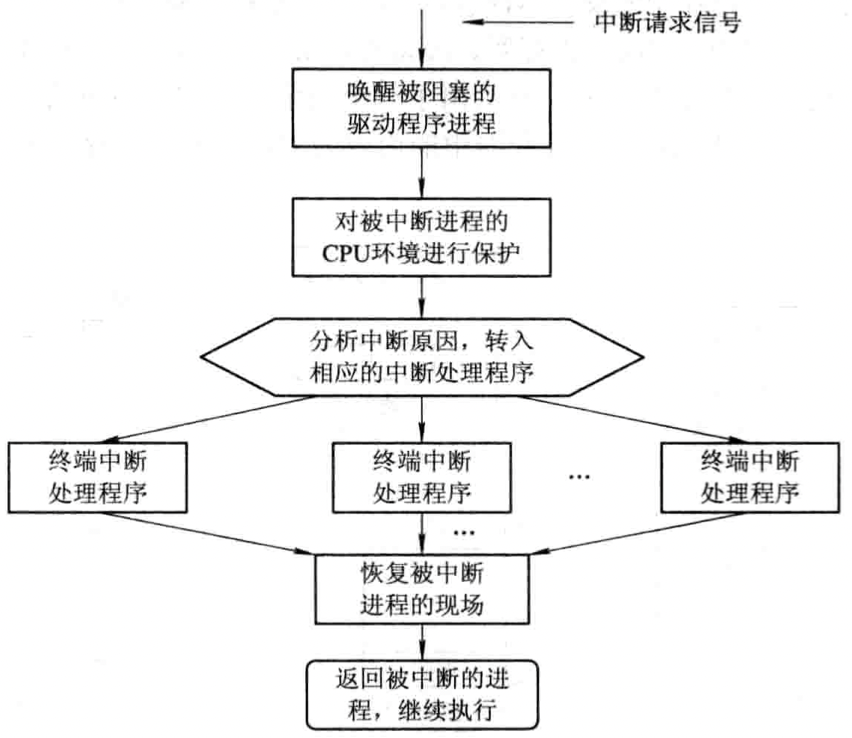 中断请求信号
唤醒被阻塞的
驱动程序进程
对被中断进程的
CPU环境进行保护
分析中断原因，转入
相应的中断处理程序
终端中断
处理程序
终端中断
处理程序
…
终端中断
处理程序
…
恢复被中断
进程的现场
返回被中断的进
程，继续执行